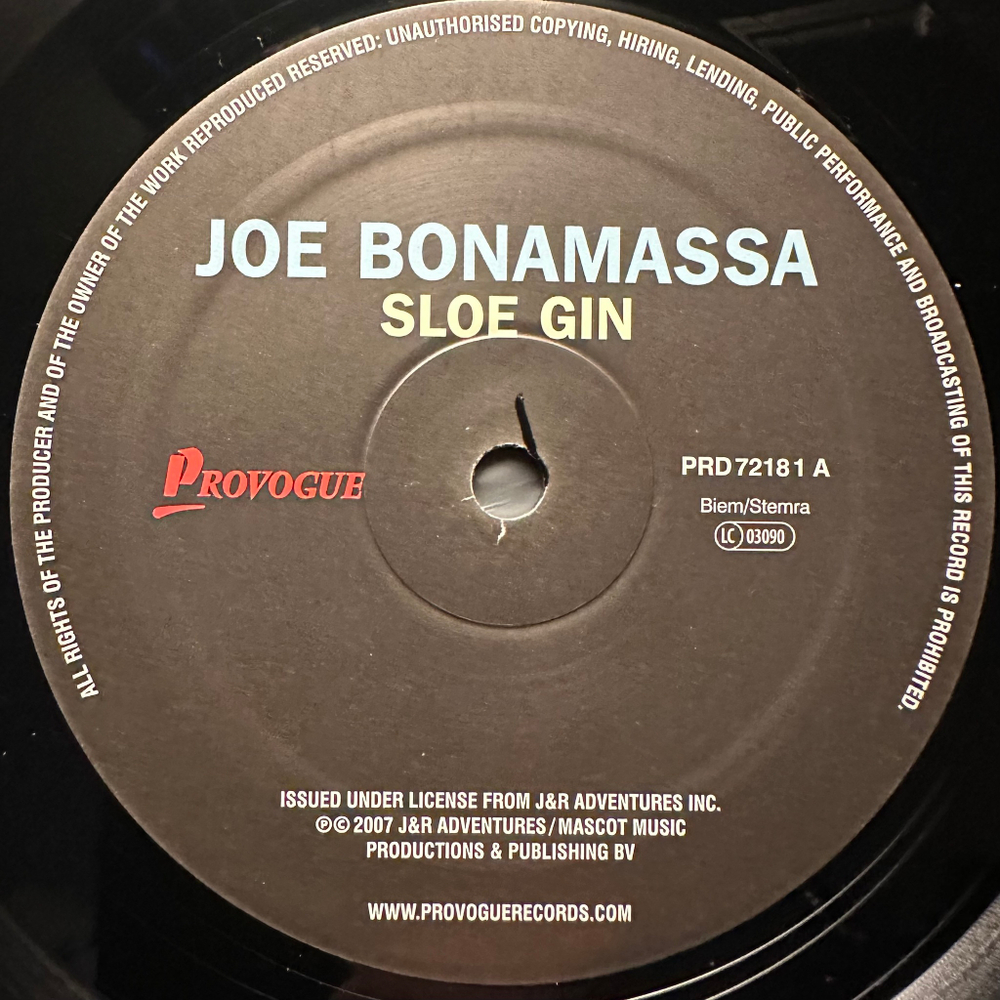 ALL RIGHTS OF THE PRODUCER AND OF THE OWNER OF THE WORK REPRODUCED RESERVED: UNAUTHORISED COPYING, HIRING, LENDING, PUBLIC PERFORMANCE AND BROADCASTING OF THIS RECORD IS PROHIBITED.
JOE BONAMASSA
SLOE GIN
PROVOGUE
PRD 72181 A
Biem/Stemra
LC 03090
ISSUED UNDER LICENSE FROM J&R ADVENTURES INC.
℗© 2007 J&R ADVENTURES/MASCOT MUSIC
PRODUCTIONS & PUBLISHING BV
WWW.PROVOGUERECORDS.COM